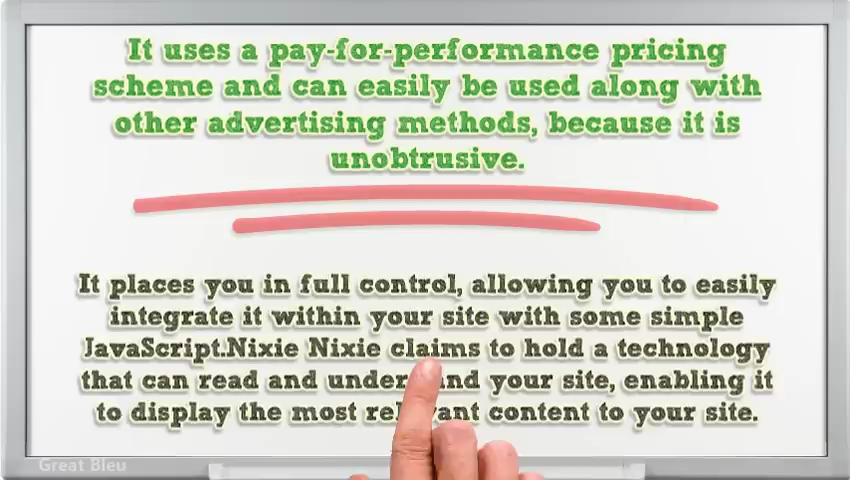 It uses a pay-for-performance pricing
scheme and can easily be used along with
other advertising methods, because it is
unobtrusive.
It places you in full control, allowing you to easily
integrate it within your site with some simple
JavaScript.Nixie Nixie claims to hold a technology
that can read and understand your site, enabling it
to display the most relevant content to your site.
Great Bleu